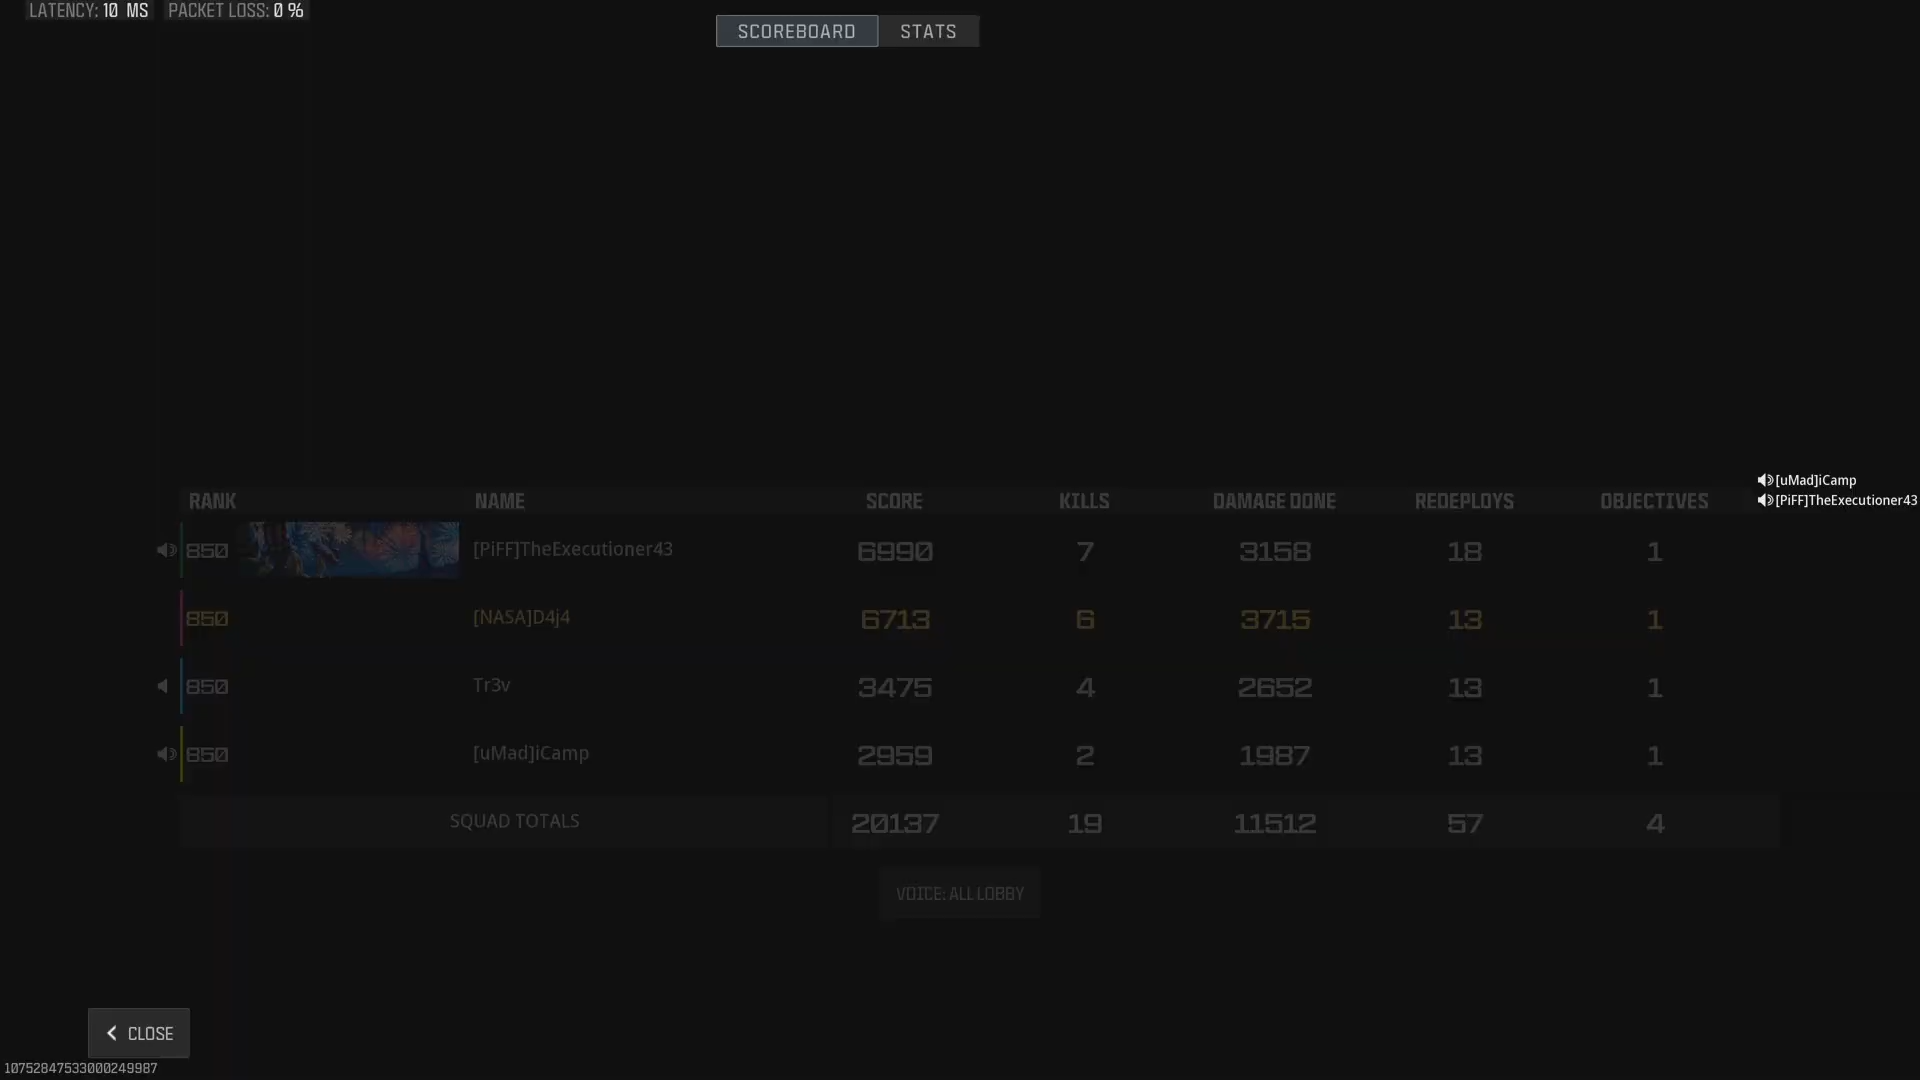 LATENCY: 10 MS PACKET LOSS: 0 %
SCOREBOARD STATS
[uMad]iCamp
[PiFF]TheExecutioner43
RANK NAME SCORE KILLS DAMAGE DONE REDEPLOYS OBJECTIVES
850 [PiFF]TheExecutioner43 6990 7 3158 18 1
850 [NASA]D4j4 6713 6 3715 13 1
850 Tr3v 3475 4 2652 13 1
850 [uMad]iCamp 2959 2 1987 13 1
SQUAD TOTALS 20137 19 11512 57 4
VOICE: ALL LOBBY
CLOSE
10752847533000249987